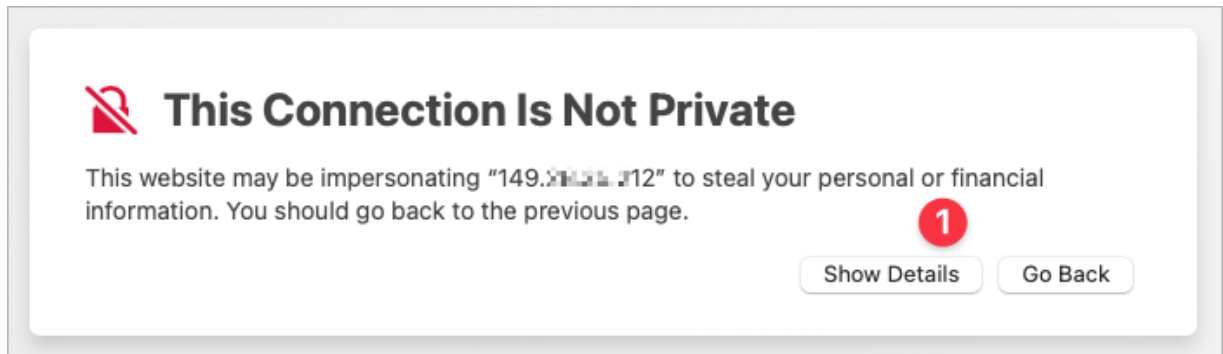 This Connection Is Not Private
This website may be impersonating "149. 12" to steal your personal or financial
information. You should go back to the previous page.
1
Show Details
Go Back